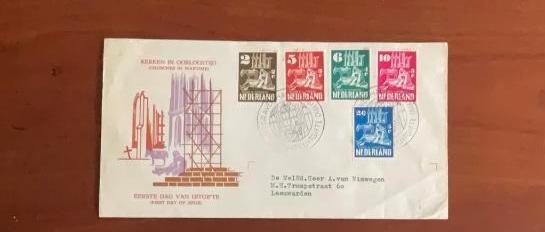 KERKEN IN OORLOGSTIJD
(CHURCHES IN WARTIME)
2
5
6
10
NEDERLAND
NEDERLAND
NEDERLAND
NEDERLAND
20
NEDERLAND
De WelEd.Heer A.van Nimwegen
M.H.Trompstraat 60
Leeuwarden
EERSTE DAG VAN UITGIFTE
(FIRST DAY OF ISSUE)